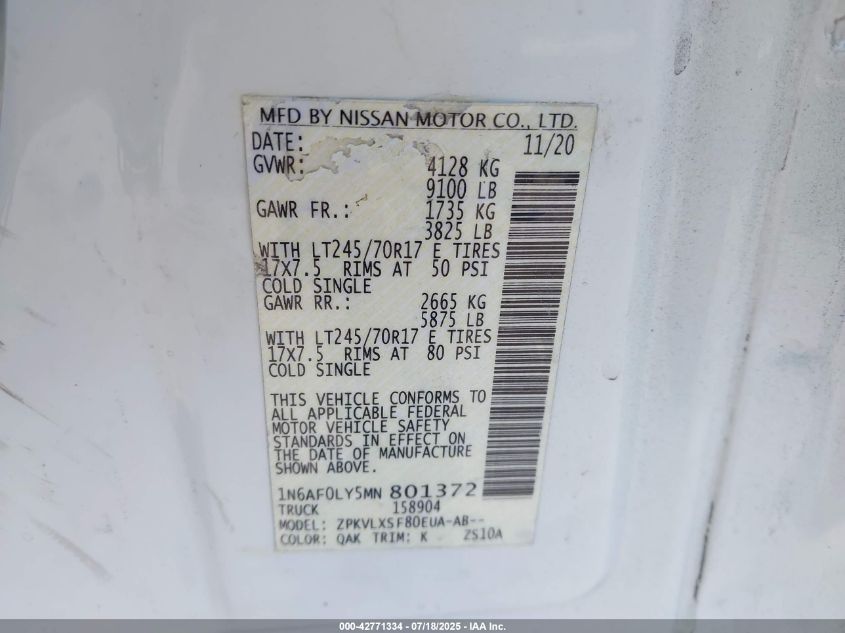 MFD BY NISSAN MOTOR CO., LTD.
DATE: 11/20
GVWR: 4128 KG
9100 LB
GAWR FR.: 1735 KG
3825 LB
WITH LT245/70R17 E TIRES
17X7.5 RIMS AT 50 PSI
COLD SINGLE
GAWR RR.: 2665 KG
5875 LB
WITH LT245/70R17 E TIRES
17X7.5 RIMS AT 80 PSI
COLD SINGLE
THIS VEHICLE CONFORMS TO
ALL APPLICABLE FEDERAL
MOTOR VEHICLE SAFETY
STANDARDS IN EFFECT ON
THE DATE OF MANUFACTURE
SHOWN ABOVE.
1N6AF0LY5MN 801372
TRUCK 158904
MODEL: ZPKVLXSF80EUA-AB--
COLOR: QAK TRIM: K ZS10A
000-42771334 - 07/18/2025 - IAA Inc.